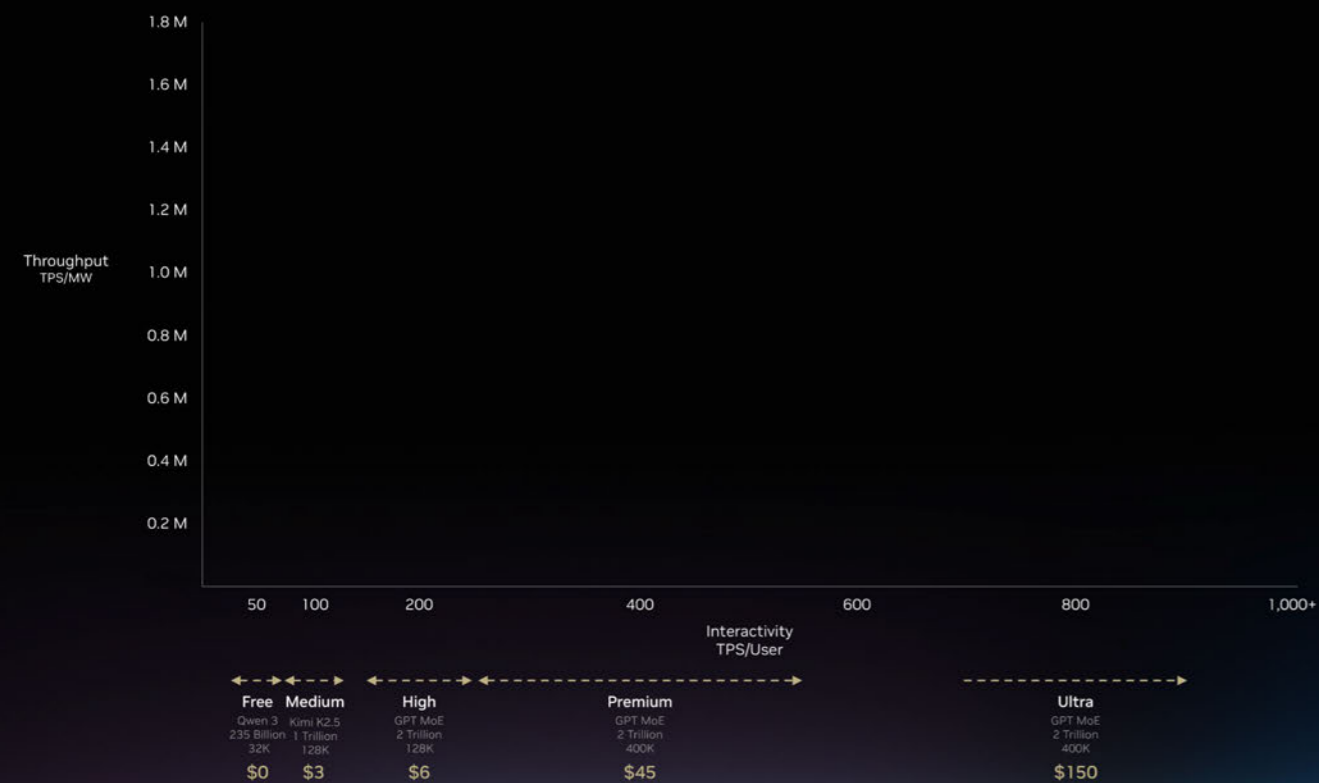 1.8 M
1.6 M
1.4 M
1.2 M
Throughput
TPS/MW
1.0 M
0.8 M
0.6 M
0.4 M
0.2 M
50 100 200 400 600 800 1,000+
Interactivity
TPS/User
Free Medium High Premium Ultra
Qwen 3 Kimi K2.5 GPT MoE GPT MoE GPT MoE
235 Billion 1 Trillion 2 Trillion 2 Trillion 2 Trillion
32K 128K 128K 400K 400K
$0 $3 $6 $45 $150